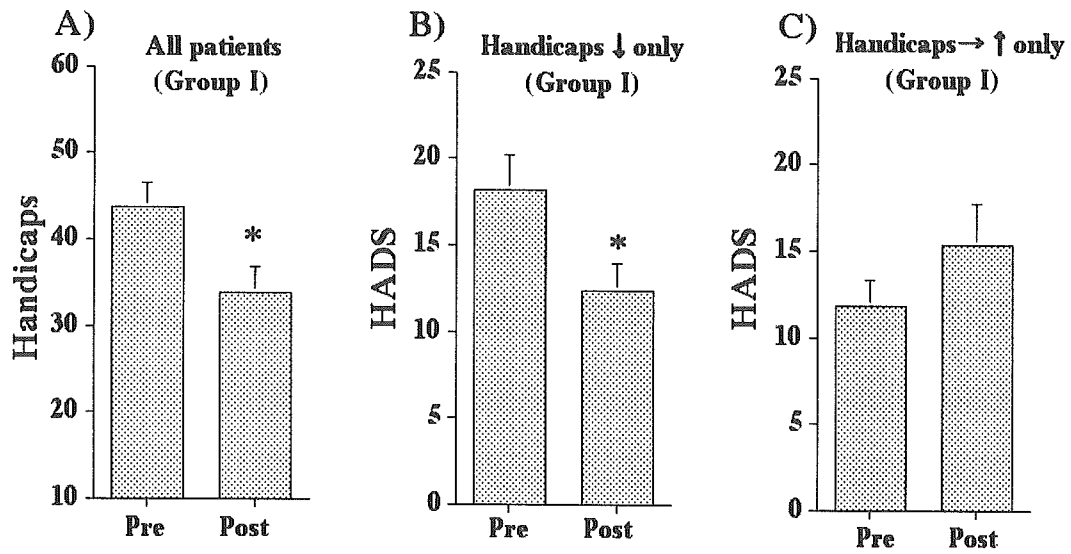 A)
All patients
(Group I)
Handicaps
60
50
40
30
20
10
*
Pre
Post
B)
Handicaps ↓ only
(Group I)
HADS
25
20
15
10
5
0
*
Pre
Post
C)
Handicaps→ ↑ only
(Group I)
HADS
25
20
15
10
5
0
Pre
Post